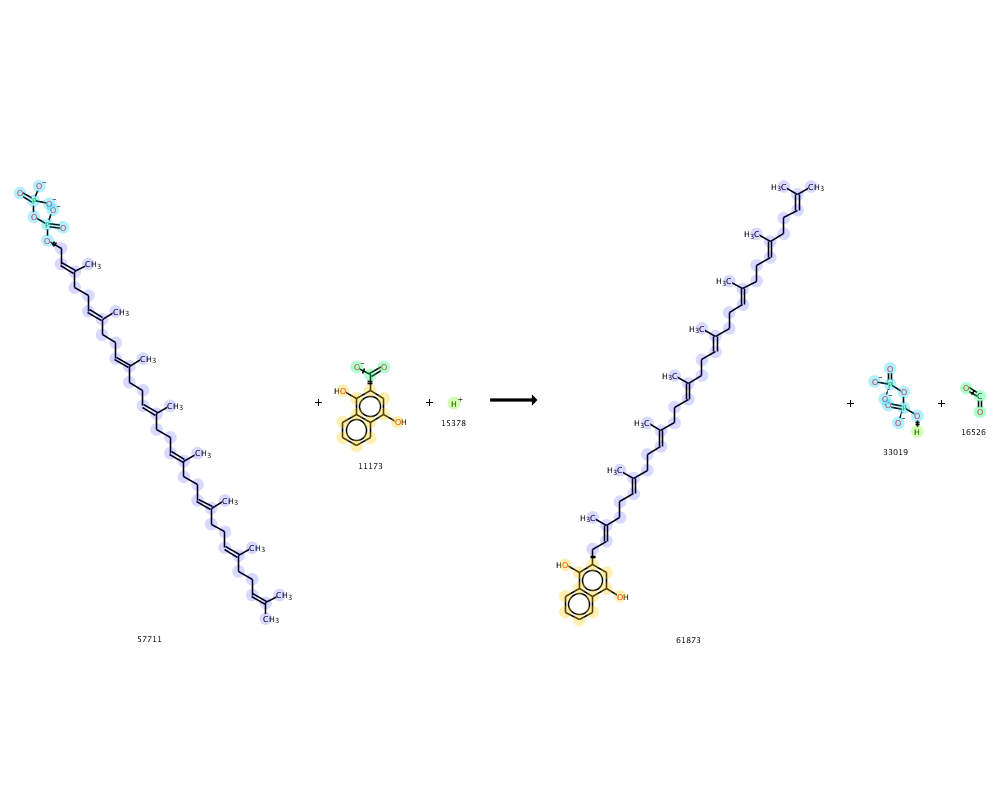 O⁻
O
P
O⁻
O⁻
O
P
O
O
CH₃
CH₃
CH₃
CH₃
CH₃
CH₃
CH₃
CH₃
CH₃
57711
+
O⁻
O
HO
OH
11173
+
H⁺
15378
H₃C
CH₃
H₃C
H₃C
H₃C
H₃C
H₃C
H₃C
H₃C
HO
OH
61873
+
O
O⁻
P
O
O⁻
O
P
O
O⁻
H
33019
+
O
C
O
16526